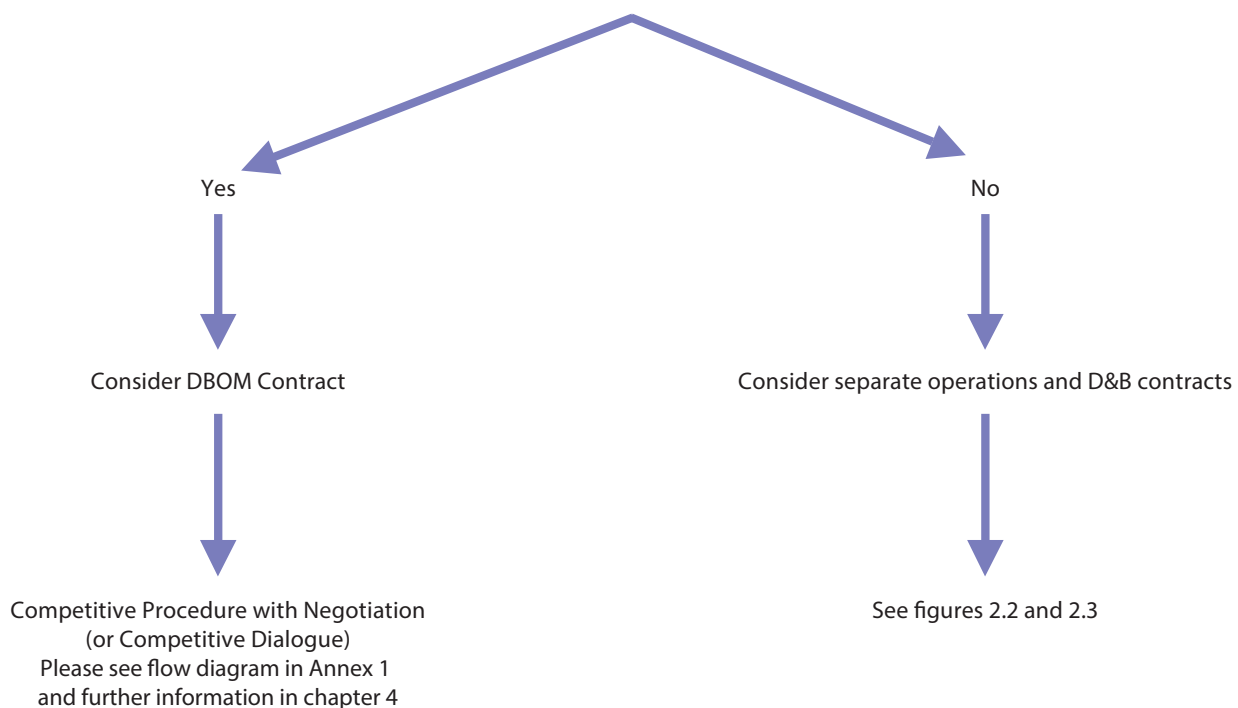 Yes
No
Consider DBOM Contract
Consider separate operations and D&B contracts
Competitive Procedure with Negotiation
(or Competitive Dialogue)
Please see flow diagram in Annex 1
and further information in chapter 4
See figures 2.2 and 2.3